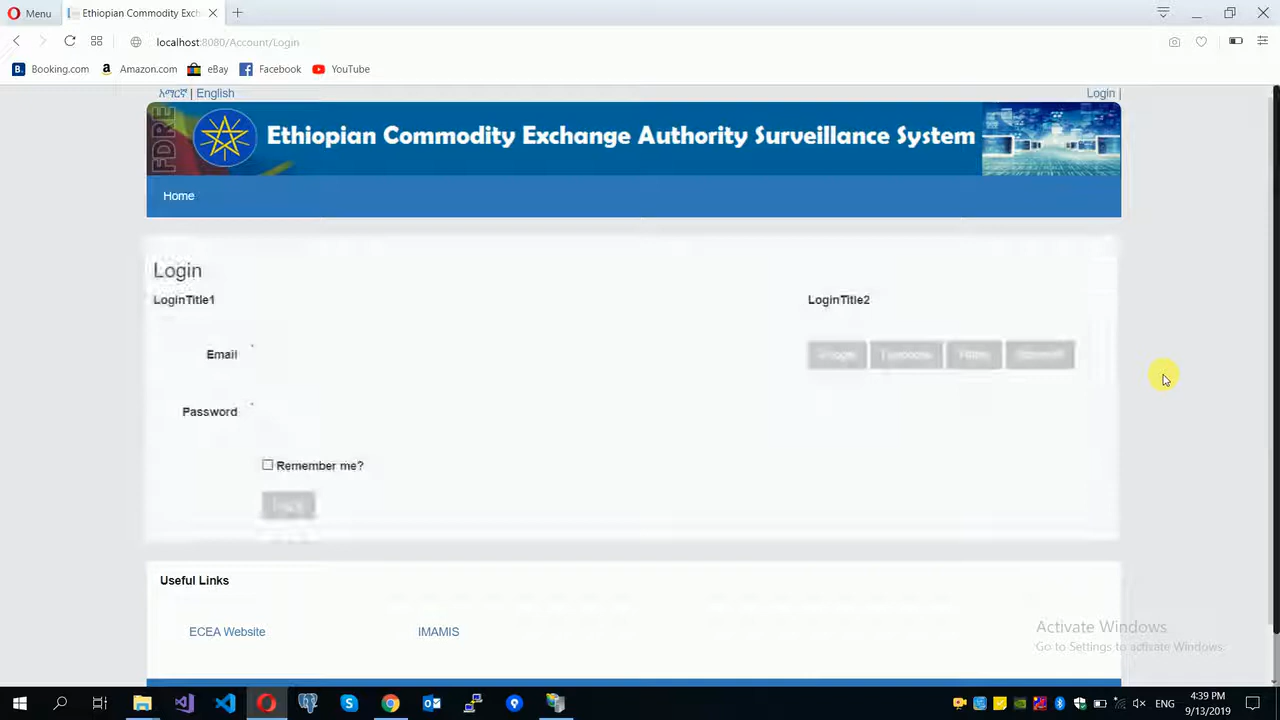 Menu
Ethiopian Commodity Exch
localhost:8080/Account/Login
Booking.com
Amazon.com
eBay
Facebook
YouTube
አማርኛ | English
Login |
FDRE
Ethiopian Commodity Exchange Authority Surveillance System
Home
Login
LoginTitle1
LoginTitle2
Email
Password
Remember me?
Useful Links
ECEA Website
IMAMIS
Activate Windows
Go to Settings to activate Windows.
ENG
4:39 PM
9/13/2019